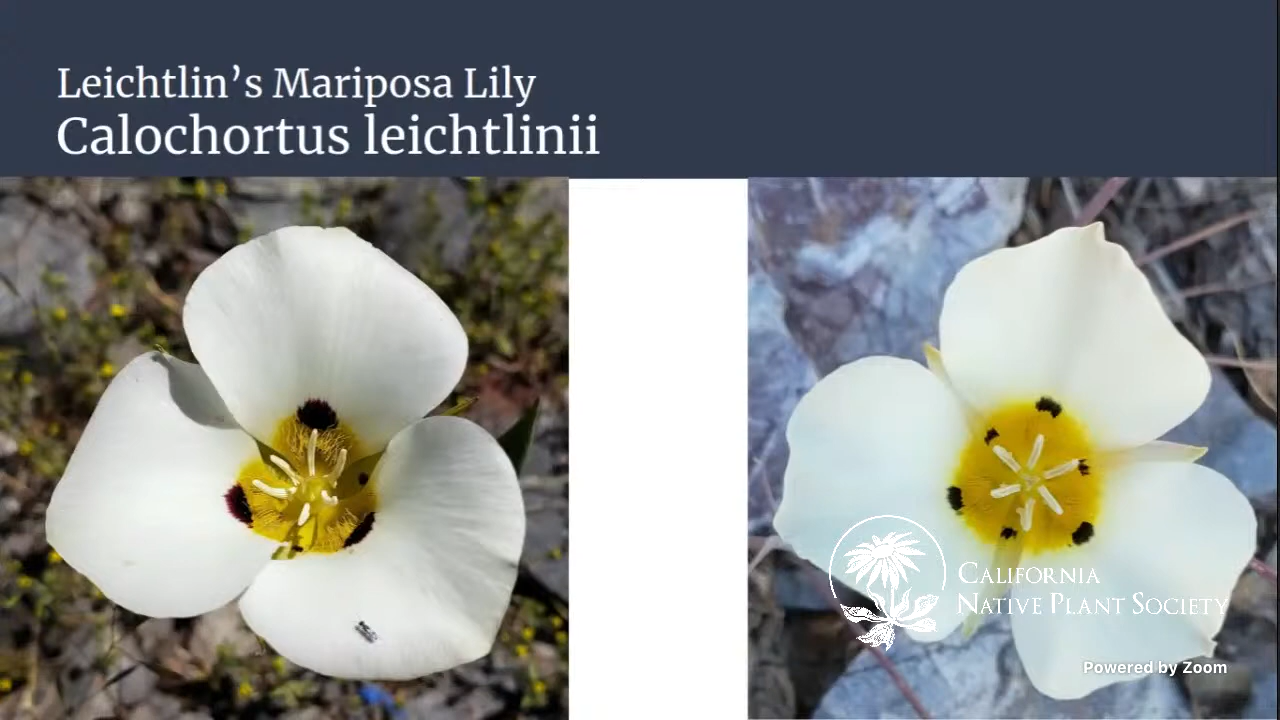 Leichtlin’s Mariposa Lily
Calochortus leichtlinii
CALIFORNIA
NATIVE PLANT SOCIETY
Powered by Zoom